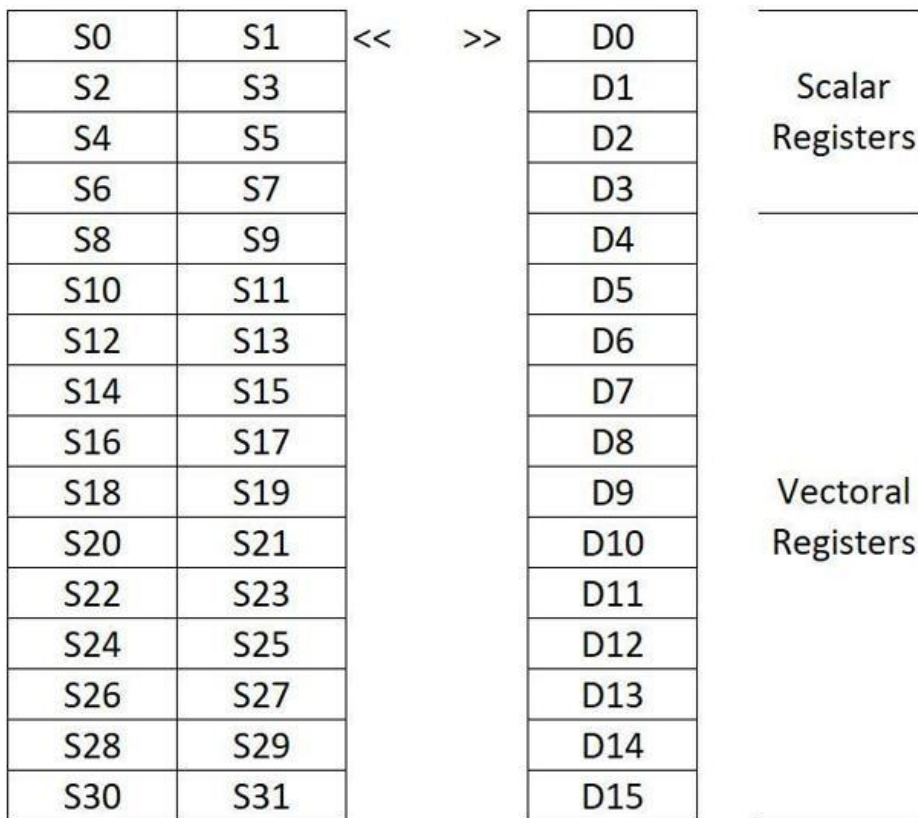 S0 S1 << >> D0
S2 S3 D1 Scalar
S4 S5 D2 Registers
S6 S7 D3
S8 S9 D4
S10 S11 D5
S12 S13 D6
S14 S15 D7
S16 S17 D8
S18 S19 D9 Vectoral
S20 S21 D10 Registers
S22 S23 D11
S24 S25 D12
S26 S27 D13
S28 S29 D14
S30 S31 D15